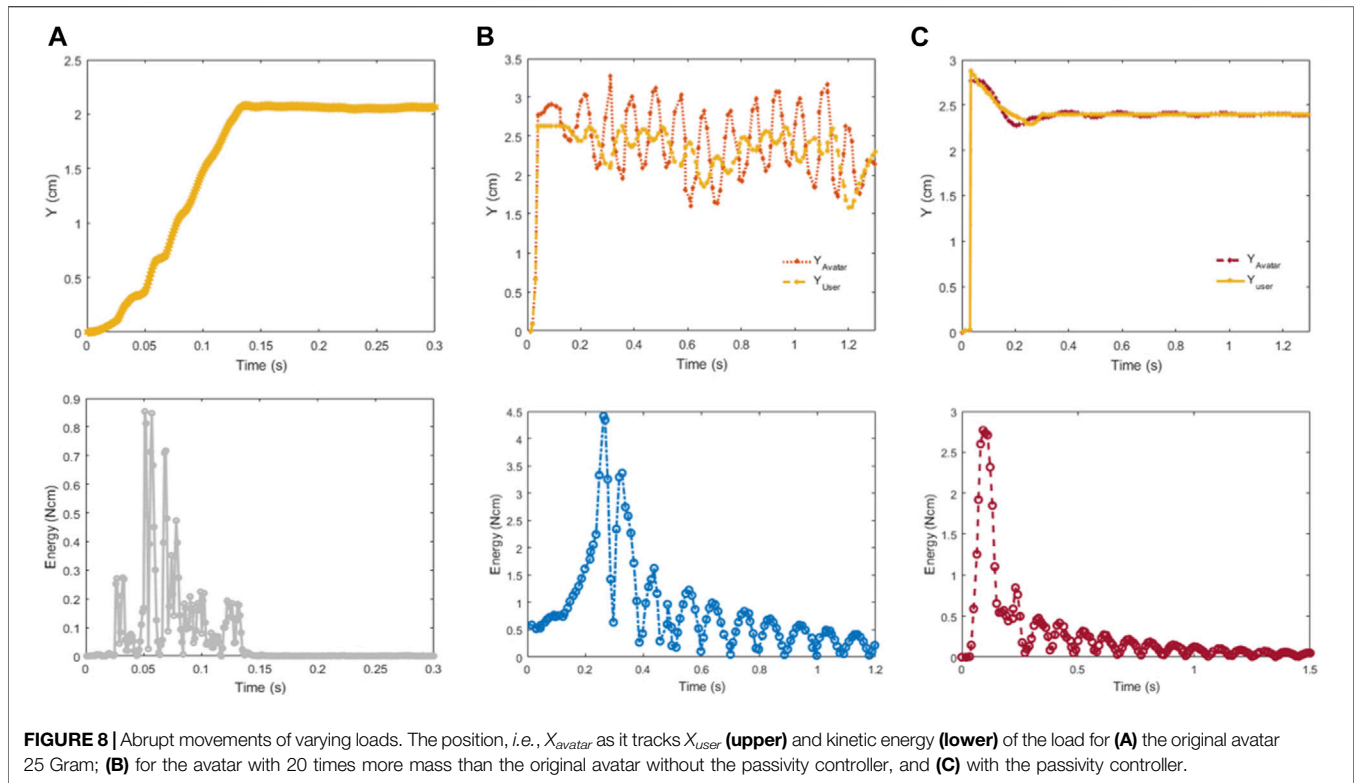 A
B
C
2.5
2
1.5
1
0.5
0
Y (cm)
0 0.05 0.1 0.15 0.2 0.25 0.3
Time (s)
3.5
3
2.5
2
1.5
1
0.5
0
Y (cm)
Y Avatar
Y User
0 0.2 0.4 0.6 0.8 1 1.2
Time (s)
3
2.5
2
1.5
1
0.5
0
Y (cm)
Y Avatar
Y user
0 0.2 0.4 0.6 0.8 1 1.2
Time (s)
0.9
0.8
0.7
0.6
0.5
0.4
0.3
0.2
0.1
0
Energy (Ncm)
0 0.05 0.1 0.15 0.2 0.25 0.3
Time (s)
4.5
4
3.5
3
2.5
2
1.5
1
0.5
0
Energy (Ncm)
0 0.2 0.4 0.6 0.8 1 1.2
Time (s)
3
2.5
2
1.5
1
0.5
0
Energy (Ncm)
0 0.5 1 1.5
Time (s)
FIGURE 8 | Abrupt movements of varying loads. The position, i.e., Xavatar as it tracks Xuser (upper) and kinetic energy (lower) of the load for (A) the original avatar
25 Gram; (B) for the avatar with 20 times more mass than the original avatar without the passivity controller, and (C) with the passivity controller.